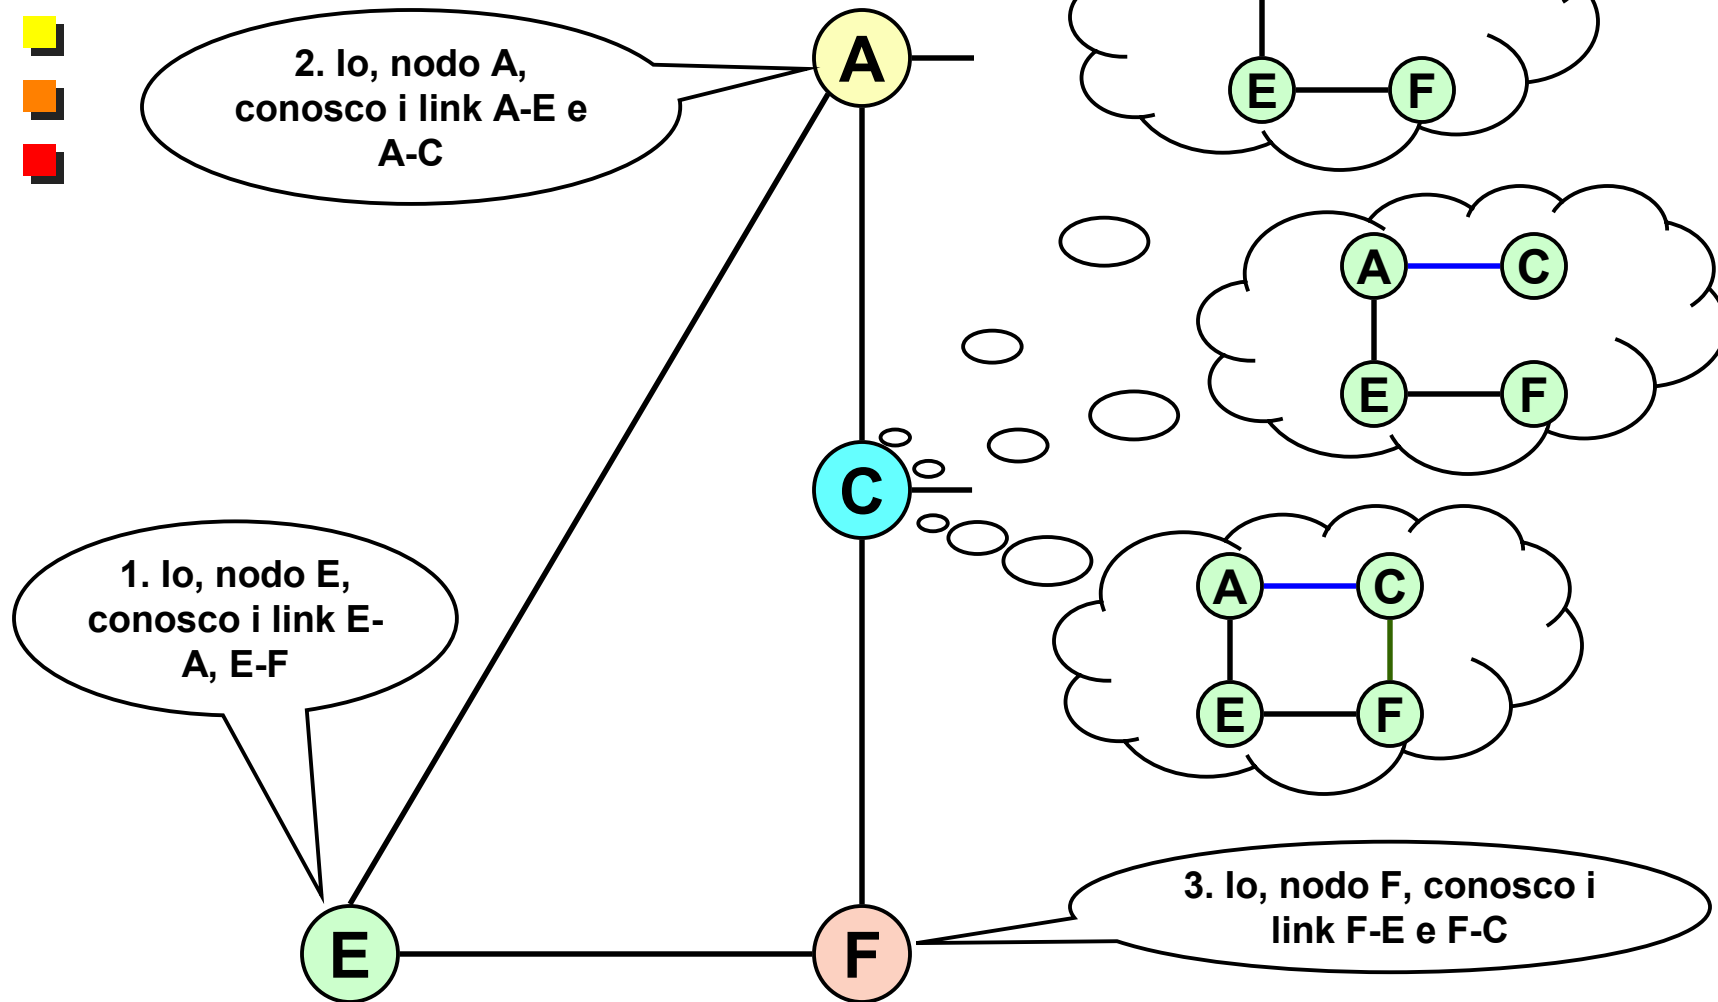 2. Io, nodo A,
conosco i link A-E e
A-C
A
E F
A C
E F
C
1. Io, nodo E,
conosco i link E-
A, E-F
A C
E F
3. Io, nodo F, conosco i
link F-E e F-C
E F